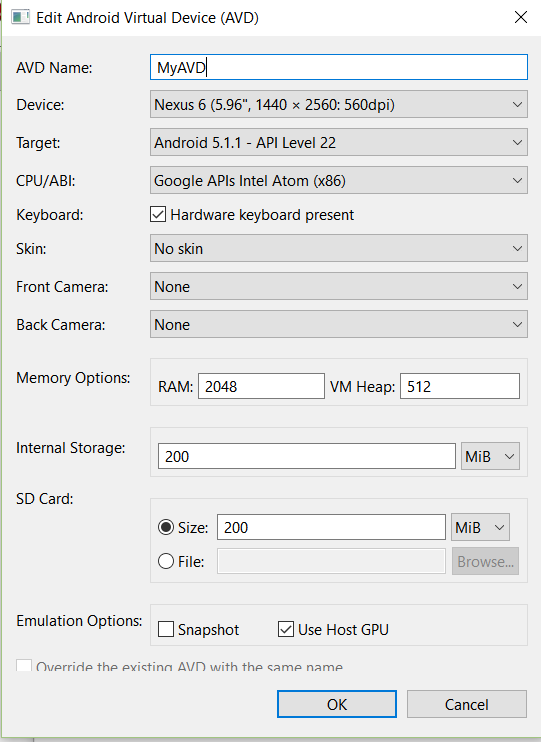 Edit Android Virtual Device (AVD)
AVD Name: MyAVD
Device: Nexus 6 (5.96", 1440 × 2560: 560dpi)
Target: Android 5.1.1 - API Level 22
CPU/ABI: Google APIs Intel Atom (x86)
Keyboard: Hardware keyboard present
Skin: No skin
Front Camera: None
Back Camera: None
Memory Options: RAM: 2048 VM Heap: 512
Internal Storage: 200 MiB
SD Card:
Size: 200 MiB
File: Browse...
Emulation Options: Snapshot Use Host GPU
Override the existing AVD with the same name
OK Cancel